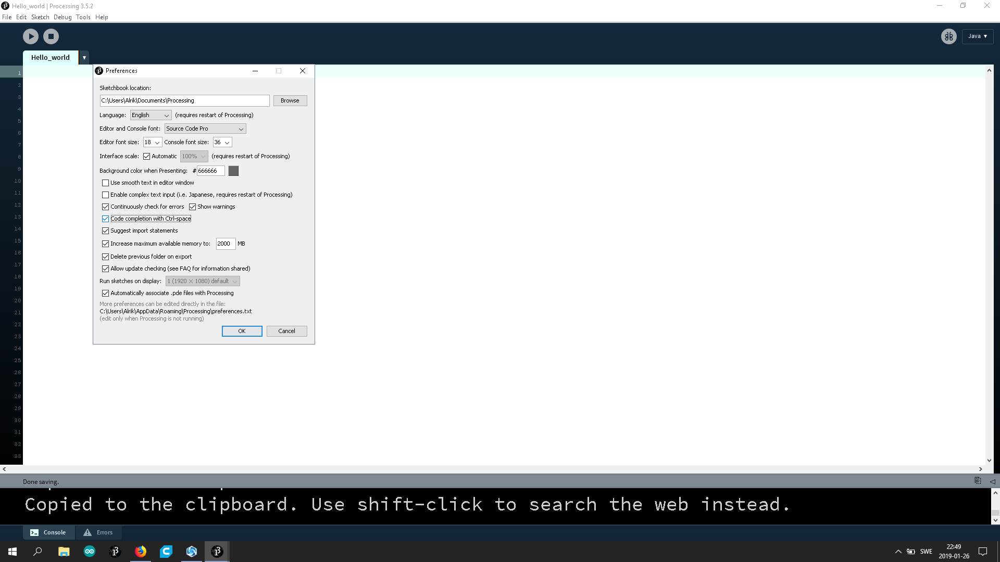 Hello_world | Processing 3.5.2
File Edit Sketch Debug Tools Help
Java ▾
Hello_world ▾
Preferences
Sketchbook location:
C:\Users\Alrik\Documents\Processing Browse
Language: English (requires restart of Processing)
Editor and Console font: Source Code Pro
Editor font size: 18 Console font size: 36
Interface scale: Automatic 100% (requires restart of Processing)
Background color when Presenting: # 666666
Use smooth text in editor window
Enable complex text input (i.e. Japanese, requires restart of Processing)
Continuously check for errors Show warnings
Code completion with Ctrl-space
Suggest import statements
Increase maximum available memory to: 2000 MB
Delete previous folder on export
Allow update checking (see FAQ for information shared)
Run sketches on display: 1 (1920 × 1080) default
Automatically associate .pde files with Processing
More preferences can be edited directly in the file:
C:\Users\Alrik\AppData\Roaming\Processing\preferences.txt
(edit only when Processing is not running)
OK Cancel
1
2
3
4
5
6
7
8
9
10
11
12
13
14
15
16
17
18
19
20
21
22
23
24
25
26
27
28
29
30
31
32
33
Done saving.
Copied to the clipboard. Use shift-click to search the web instead.
Console Errors
SWE
22:49
2019-01-26